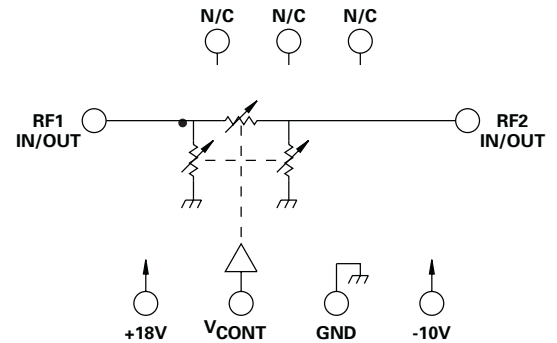 N/C N/C N/C
RF1
IN/OUT
RF2
IN/OUT
+18V VCONT GND -10V